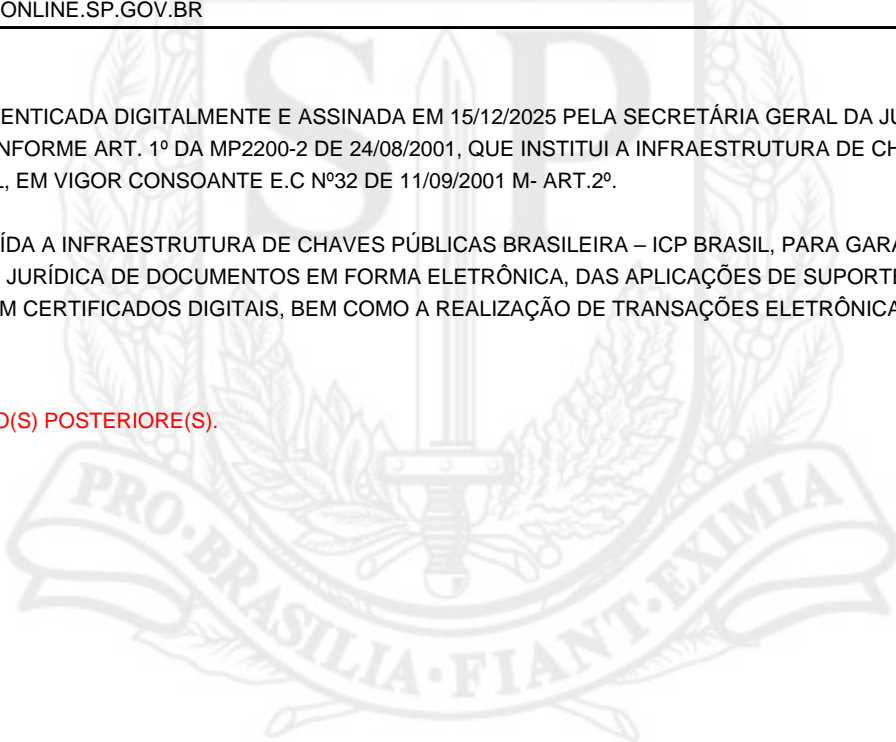 ONLINE.SP.GOV.BR
ENTICADA DIGITALMENTE E ASSINADA EM 15/12/2025 PELA SECRETÁRIA GERAL DA JU
NFORME ART. 1º DA MP2200-2 DE 24/08/2001, QUE INSTITUI A INFRAESTRUTURA DE CH
, EM VIGOR CONSOANTE E.C Nº32 DE 11/09/2001 M- ART.2º.
ÍDA A INFRAESTRUTURA DE CHAVES PÚBLICAS BRASILEIRA – ICP BRASIL, PARA GARA
JURÍDICA DE DOCUMENTOS EM FORMA ELETRÔNICA, DAS APLICAÇÕES DE SUPORTE
M CERTIFICADOS DIGITAIS, BEM COMO A REALIZAÇÃO DE TRANSAÇÕES ELETRÔNICA
O(S) POSTERIORE(S).
SP
PRO·BRASILIA·FIANT·EXIMIA